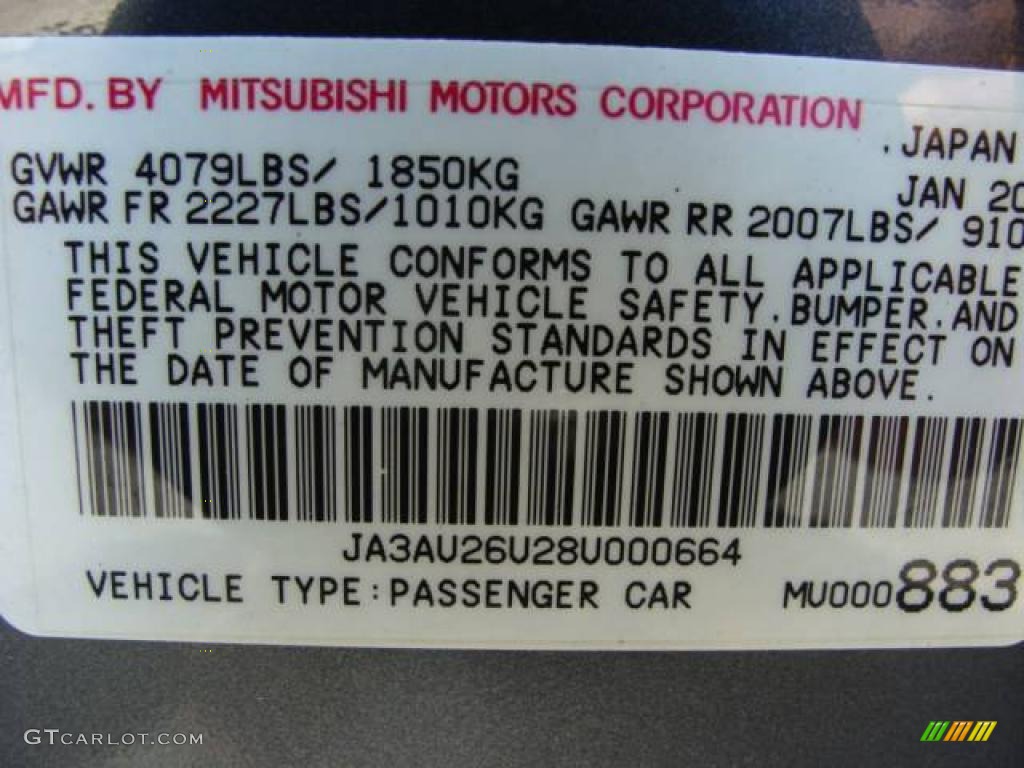 MFD. BY MITSUBISHI MOTORS CORPORATION
.JAPAN
GVWR 4079LBS/ 1850KG
JAN 20
GAWR FR 2227LBS/1010KG GAWR RR 2007LBS/ 910
THIS VEHICLE CONFORMS TO ALL APPLICABLE
FEDERAL MOTOR VEHICLE SAFETY.BUMPER.AND
THEFT PREVENTION STANDARDS IN EFFECT ON
THE DATE OF MANUFACTURE SHOWN ABOVE.
JA3AU26U28U000664
VEHICLE TYPE:PASSENGER CAR MU000883
GTCARLOT.COM